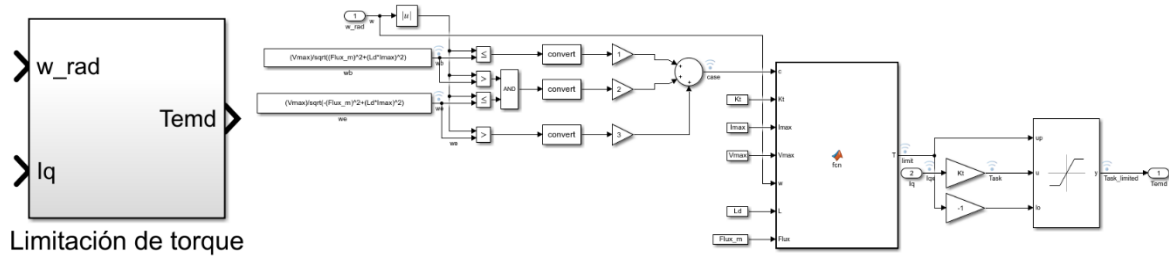 w_rad
Temd
Iq
Limitación de torque
1
w_rad
w
|u|
(Vmax)/sqrt((Flux_m)^2+(Ld*Imax)^2)
wb
(Vmax)/sqrt(-(Flux_m)^2+(Ld*Imax)^2)
we
≤
>
≤
>
AND
convert
convert
convert
1
2
3
case
Kt
Imax
Vmax
Ld
Flux_m
c
Kt
Imax
Vmax
w
L
Flux
fcn
T
limit
2
Iq
Kt
Task
-1
up
u
lo
y
Task_limited
1
Temd